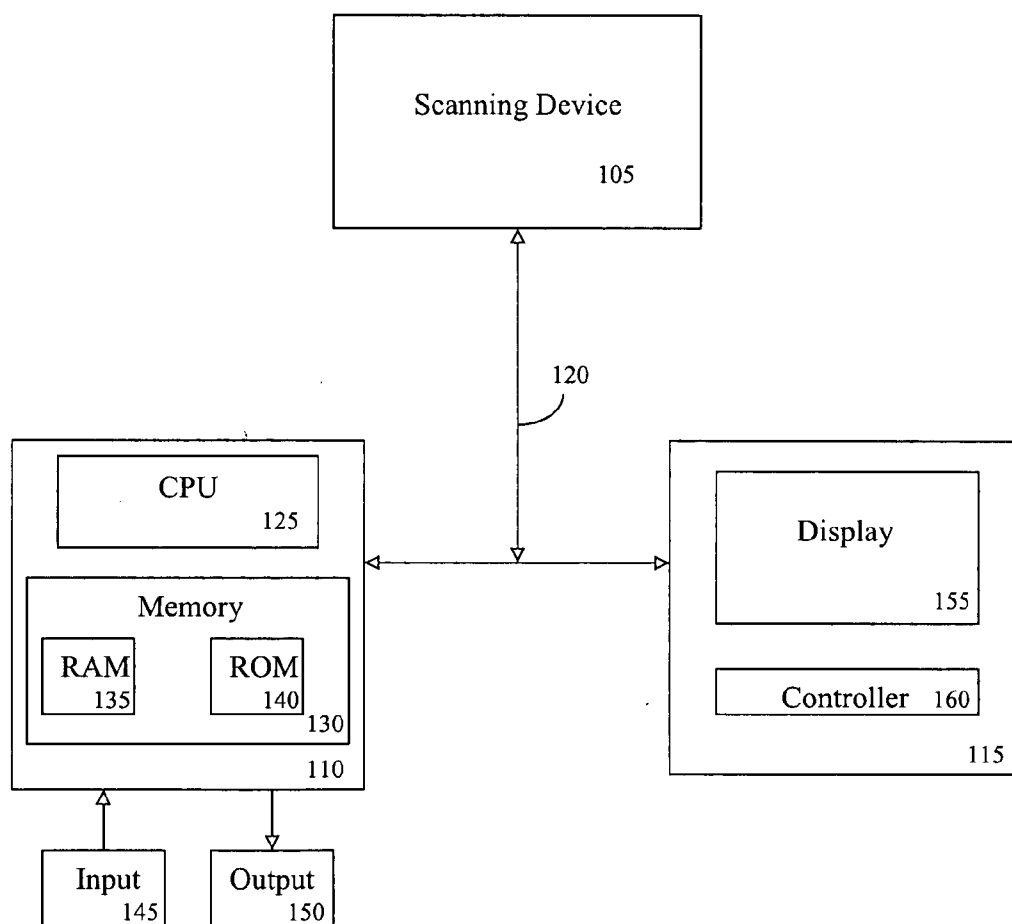 Scanning Device
105
120
CPU
125
Memory
RAM
135
ROM
140
130
110
Display
155
Controller 160
115
Input
145
Output
150